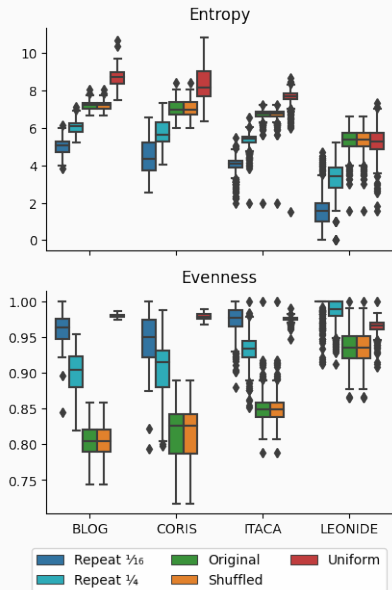 Entropy
10
8
6
4
2
0
Evenness
1.00
0.95
0.90
0.85
0.80
0.75
BLOG CORIS ITACA LEONIDE
Repeat ¹⁄₁₆ Original Uniform
Repeat ¼ Shuffled